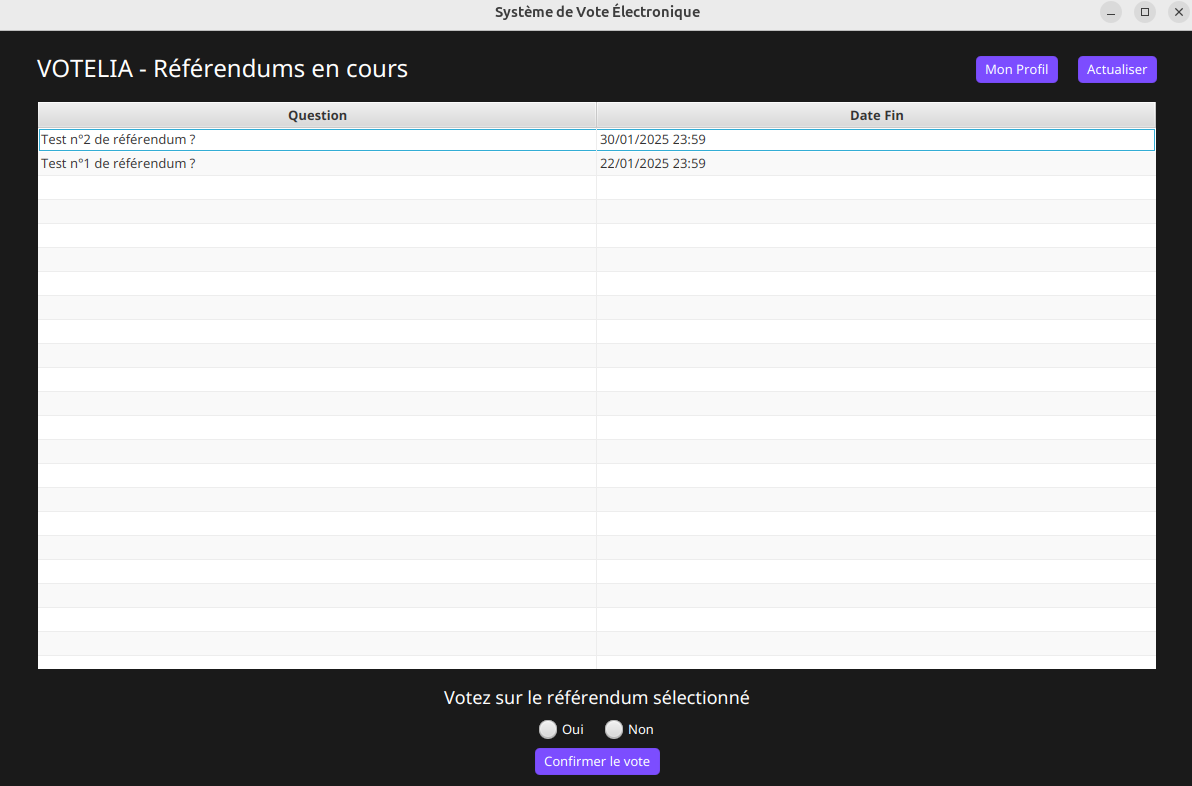 Système de Vote Électronique
VOTELIA - Référendums en cours
Mon Profil
Actualiser
Question
Date Fin
Test n°2 de référendum ?
30/01/2025 23:59
Test n°1 de référendum ?
22/01/2025 23:59
Votez sur le référendum sélectionné
Oui
Non
Confirmer le vote